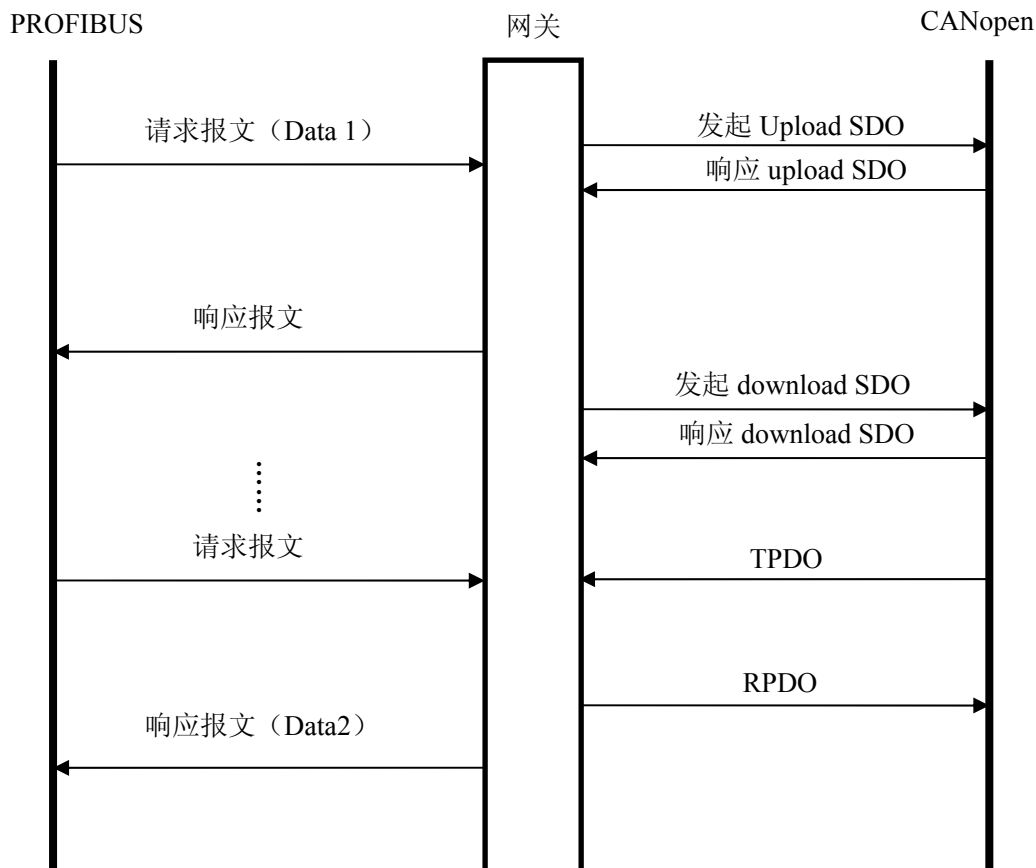 PROFIBUS
网关
CANopen
请求报文（Data 1）
发起 Upload SDO
响应 upload SDO
响应报文
发起 download SDO
响应 download SDO
请求报文
TPDO
RPDO
响应报文（Data2）